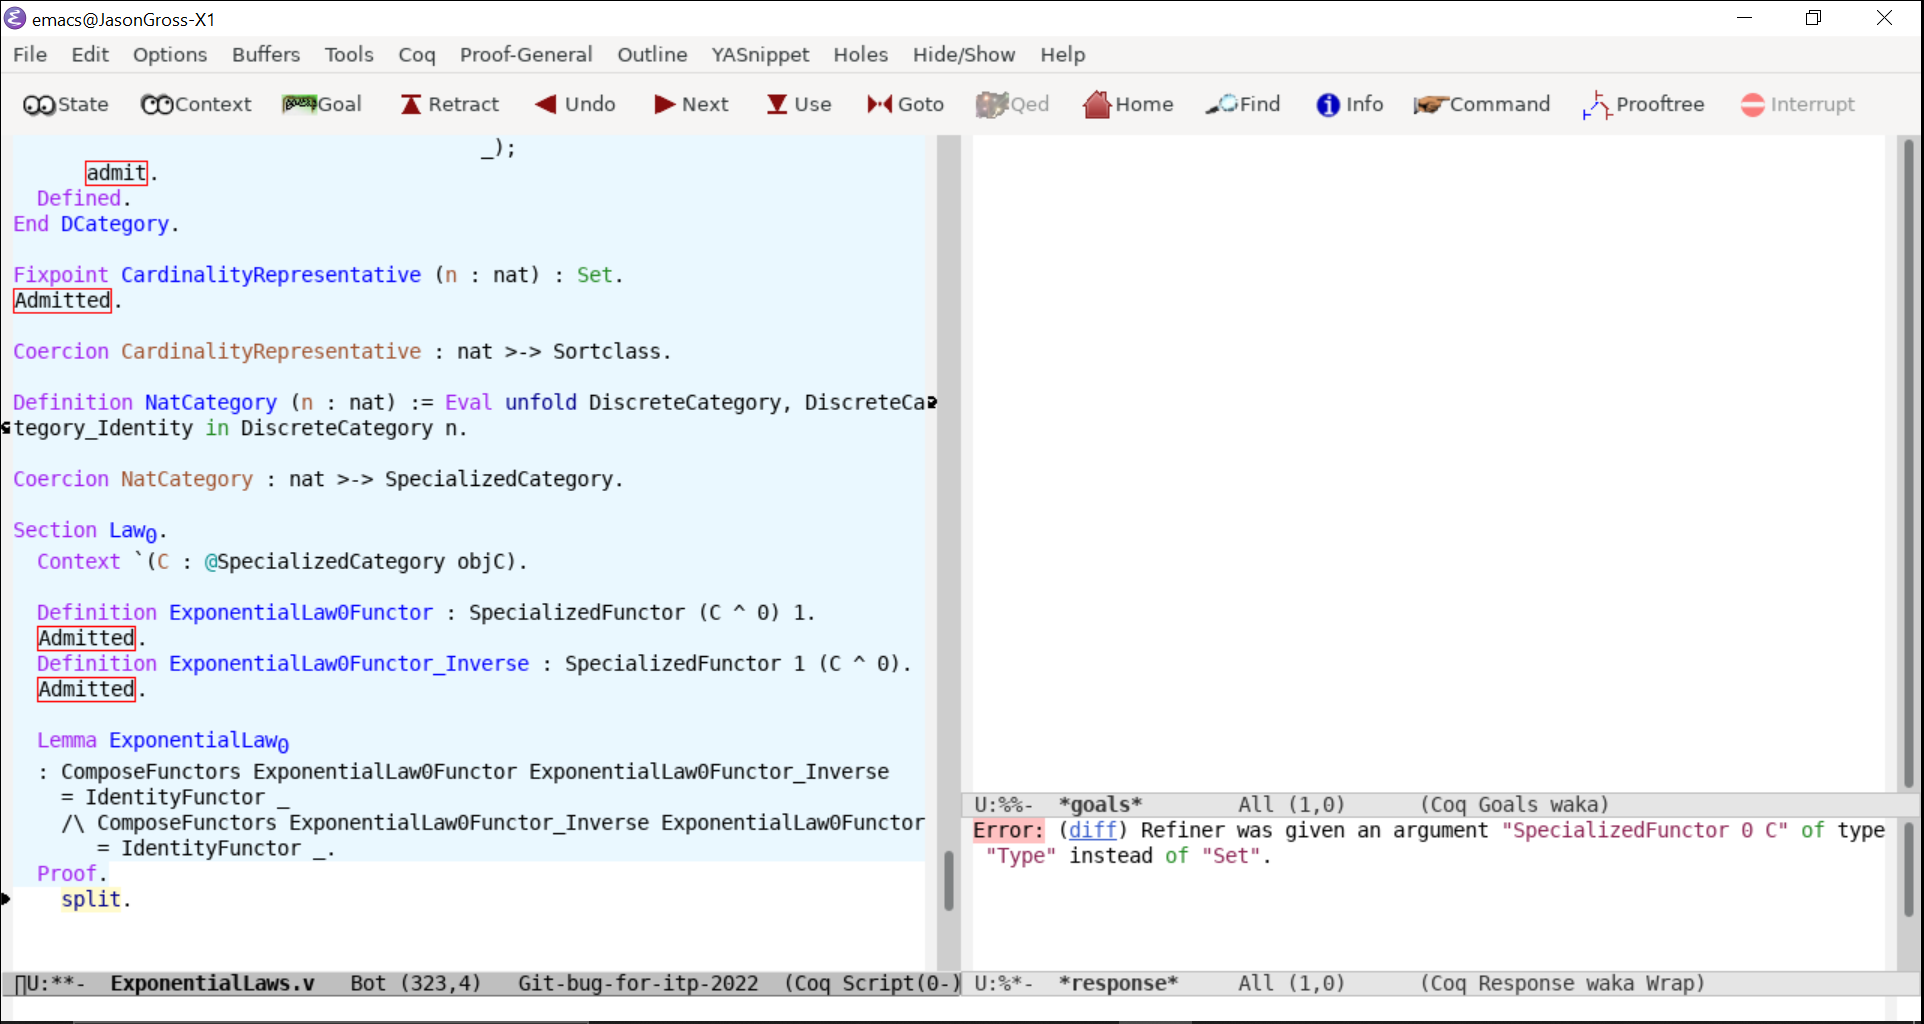 emacs@JasonGross-X1
File Edit Options Buffers Tools Coq Proof-General Outline YASnippet Holes Hide/Show Help
State Context Goal Retract Undo Next Use Goto Qed Home Find Info Command Prooftree Interrupt
_);
admit.
Defined.
End DCategory.
Fixpoint CardinalityRepresentative (n : nat) : Set.
Admitted.
Coercion CardinalityRepresentative : nat >-> Sortclass.
Definition NatCategory (n : nat) := Eval unfold DiscreteCategory, DiscreteCa
tegory_Identity in DiscreteCategory n.
Coercion NatCategory : nat >-> SpecializedCategory.
Section Law0.
Context `(C : @SpecializedCategory objC).
Definition ExponentialLaw0Functor : SpecializedFunctor (C ^ 0) 1.
Admitted.
Definition ExponentialLaw0Functor_Inverse : SpecializedFunctor 1 (C ^ 0).
Admitted.
Lemma ExponentialLaw0
: ComposeFunctors ExponentialLaw0Functor ExponentialLaw0Functor_Inverse
= IdentityFunctor _
/\ ComposeFunctors ExponentialLaw0Functor_Inverse ExponentialLaw0Functor
= IdentityFunctor _.
Proof.
split.
U:**- ExponentialLaws.v Bot (323,4) Git-bug-for-itp-2022 (Coq Script(0-)
U:%%- *goals* All (1,0) (Coq Goals waka)
Error: (diff) Refiner was given an argument "SpecializedFunctor 0 C" of type
"Type" instead of "Set".
U:%*- *response* All (1,0) (Coq Response waka Wrap)